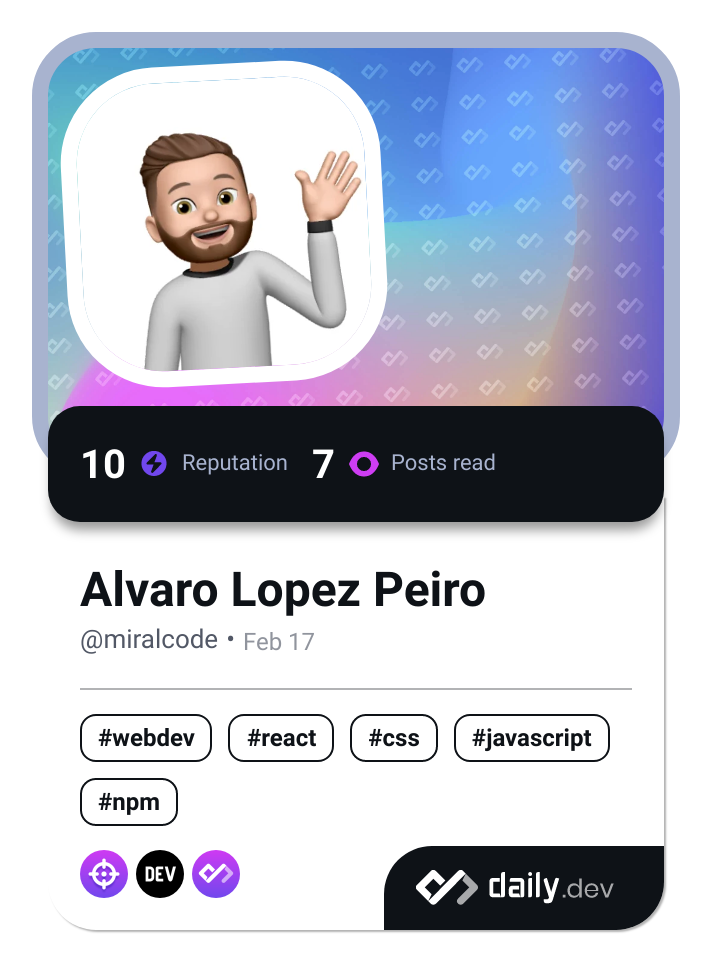 10 Reputation 7 Posts read
Alvaro Lopez Peiro
@miralcode • Feb 17
#webdev #react #css #javascript
#npm
DEV
daily.dev